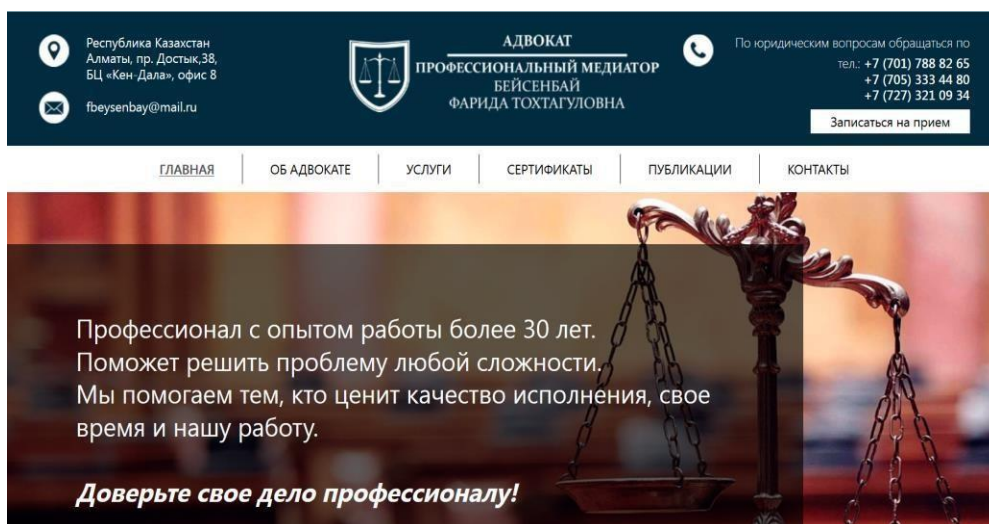 Республика Казахстан
Алматы, пр. Достык,38,
БЦ «Кен-Дала», офис 8
fbeysenbay@mail.ru
АДВОКАТ
ПРОФЕССИОНАЛЬНЫЙ МЕДИАТОР
БЕЙСЕНБАЙ
ФАРИДА ТОХТАГУЛОВНА
По юридическим вопросам обращаться по
тел.: +7 (701) 788 82 65
+7 (705) 333 44 80
+7 (727) 321 09 34
Записаться на прием
ГЛАВНАЯ
ОБ АДВОКАТЕ
УСЛУГИ
СЕРТИФИКАТЫ
ПУБЛИКАЦИИ
КОНТАКТЫ
Профессионал с опытом работы более 30 лет.
Поможет решить проблему любой сложности.
Мы помогаем тем, кто ценит качество исполнения, свое
время и нашу работу.
Доверьте свое дело профессионалу!